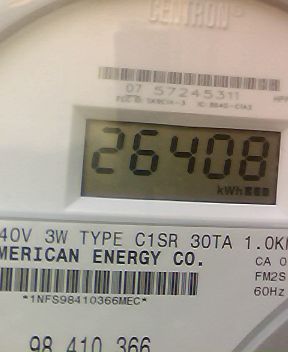 CENTRON®
07 57245311
26408
kWh
40V 3W TYPE C1SR 30TA 1.0K
MERICAN ENERGY CO.
CA 0
FM2S
60Hz
*1NFS98410366MEC*
98 410 366